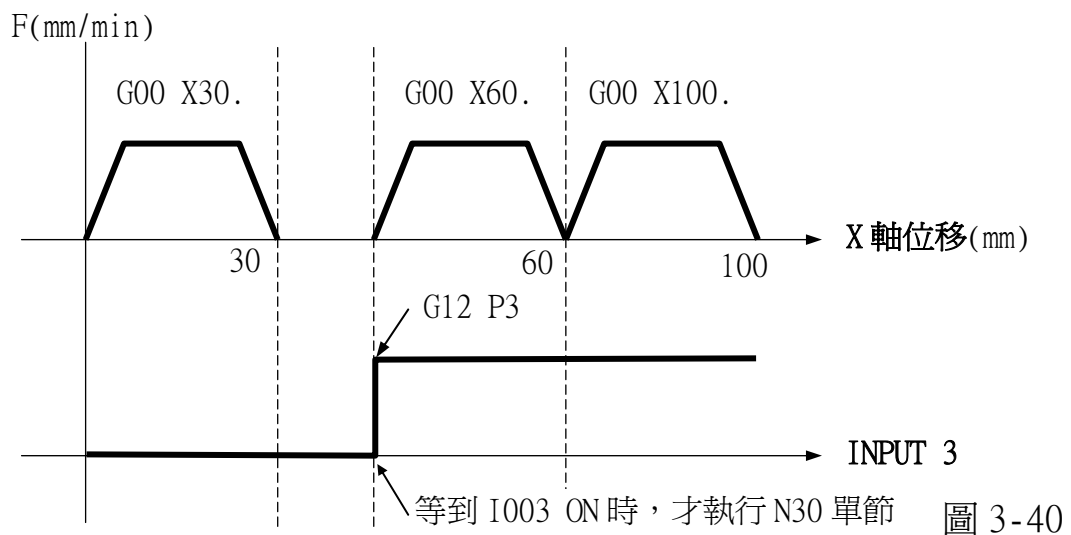 F(mm/min)
G00 X30.
G00 X60.
G00 X100.
30
60
100
X 軸位移(mm)
G12 P3
INPUT 3
等到 I003 ON 時，才執行 N30 單節
圖 3-40